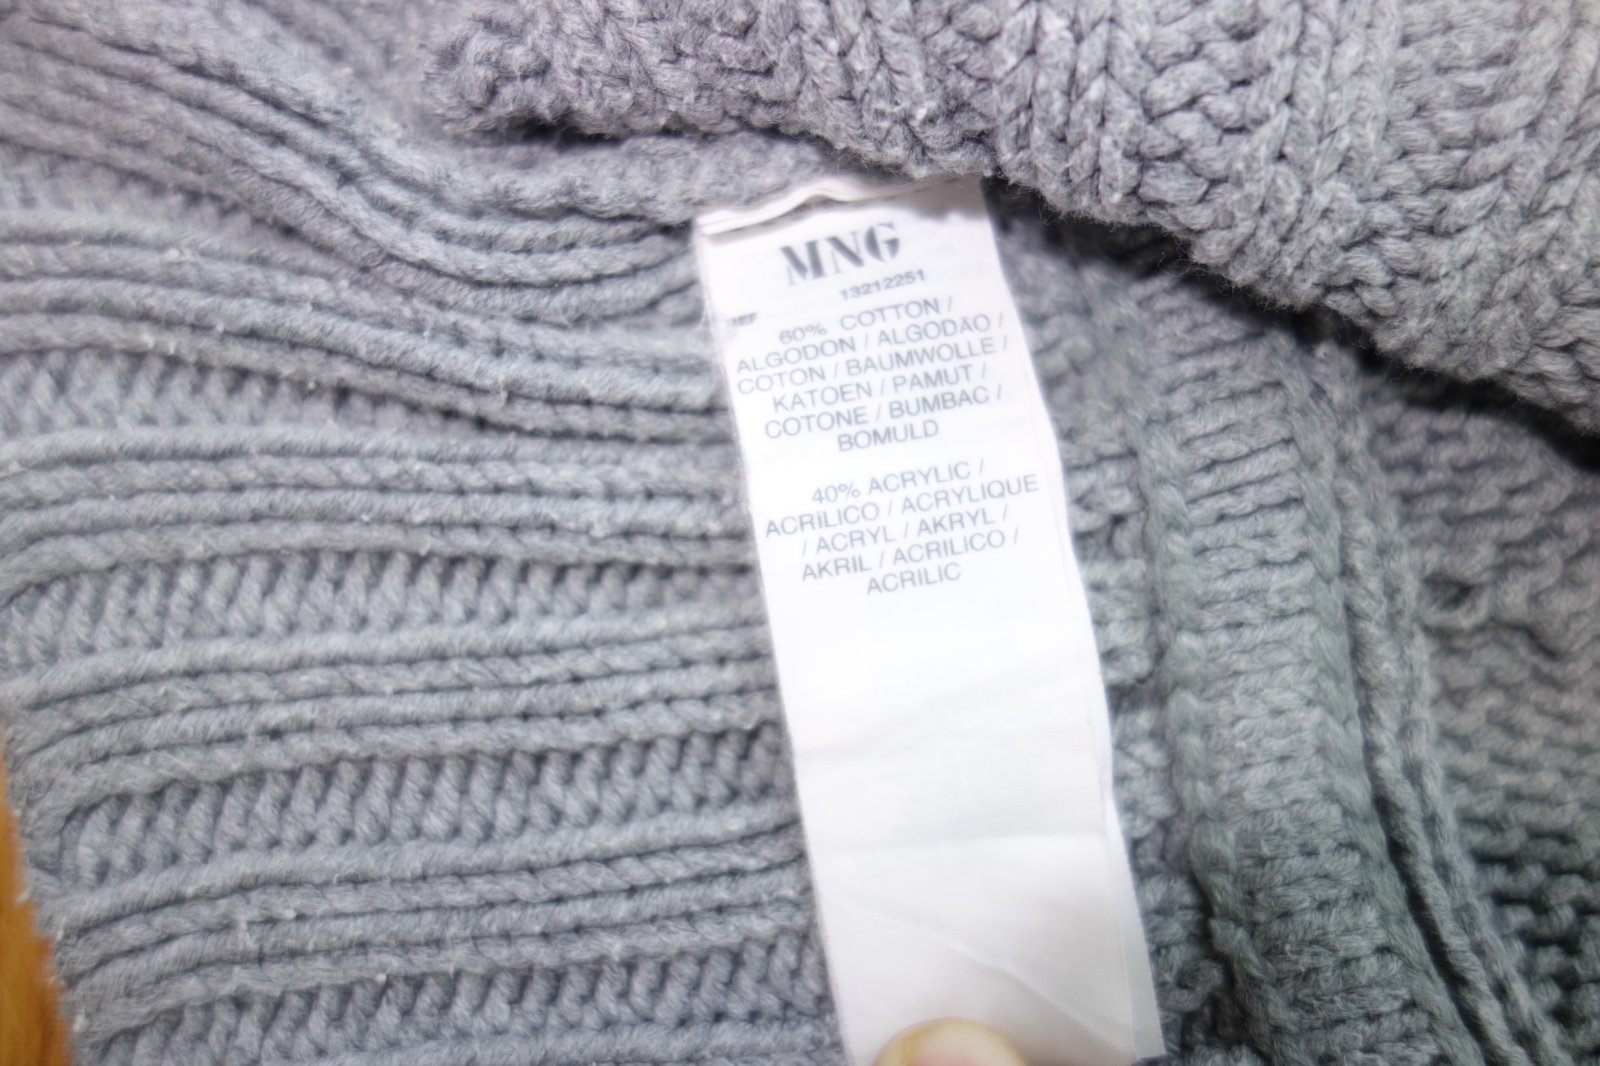 MNG
REF 13212251
60% COTTON /
ALGODON / ALGODÃO /
COTON / BAUMWOLLE /
KATOEN / PAMUT /
COTONE / BUMBAC /
BOMULD
40% ACRYLIC /
ACRÍLICO / ACRYLIQUE
/ ACRYL / AKRYL /
AKRIL / ACRILICO /
ACRILIC